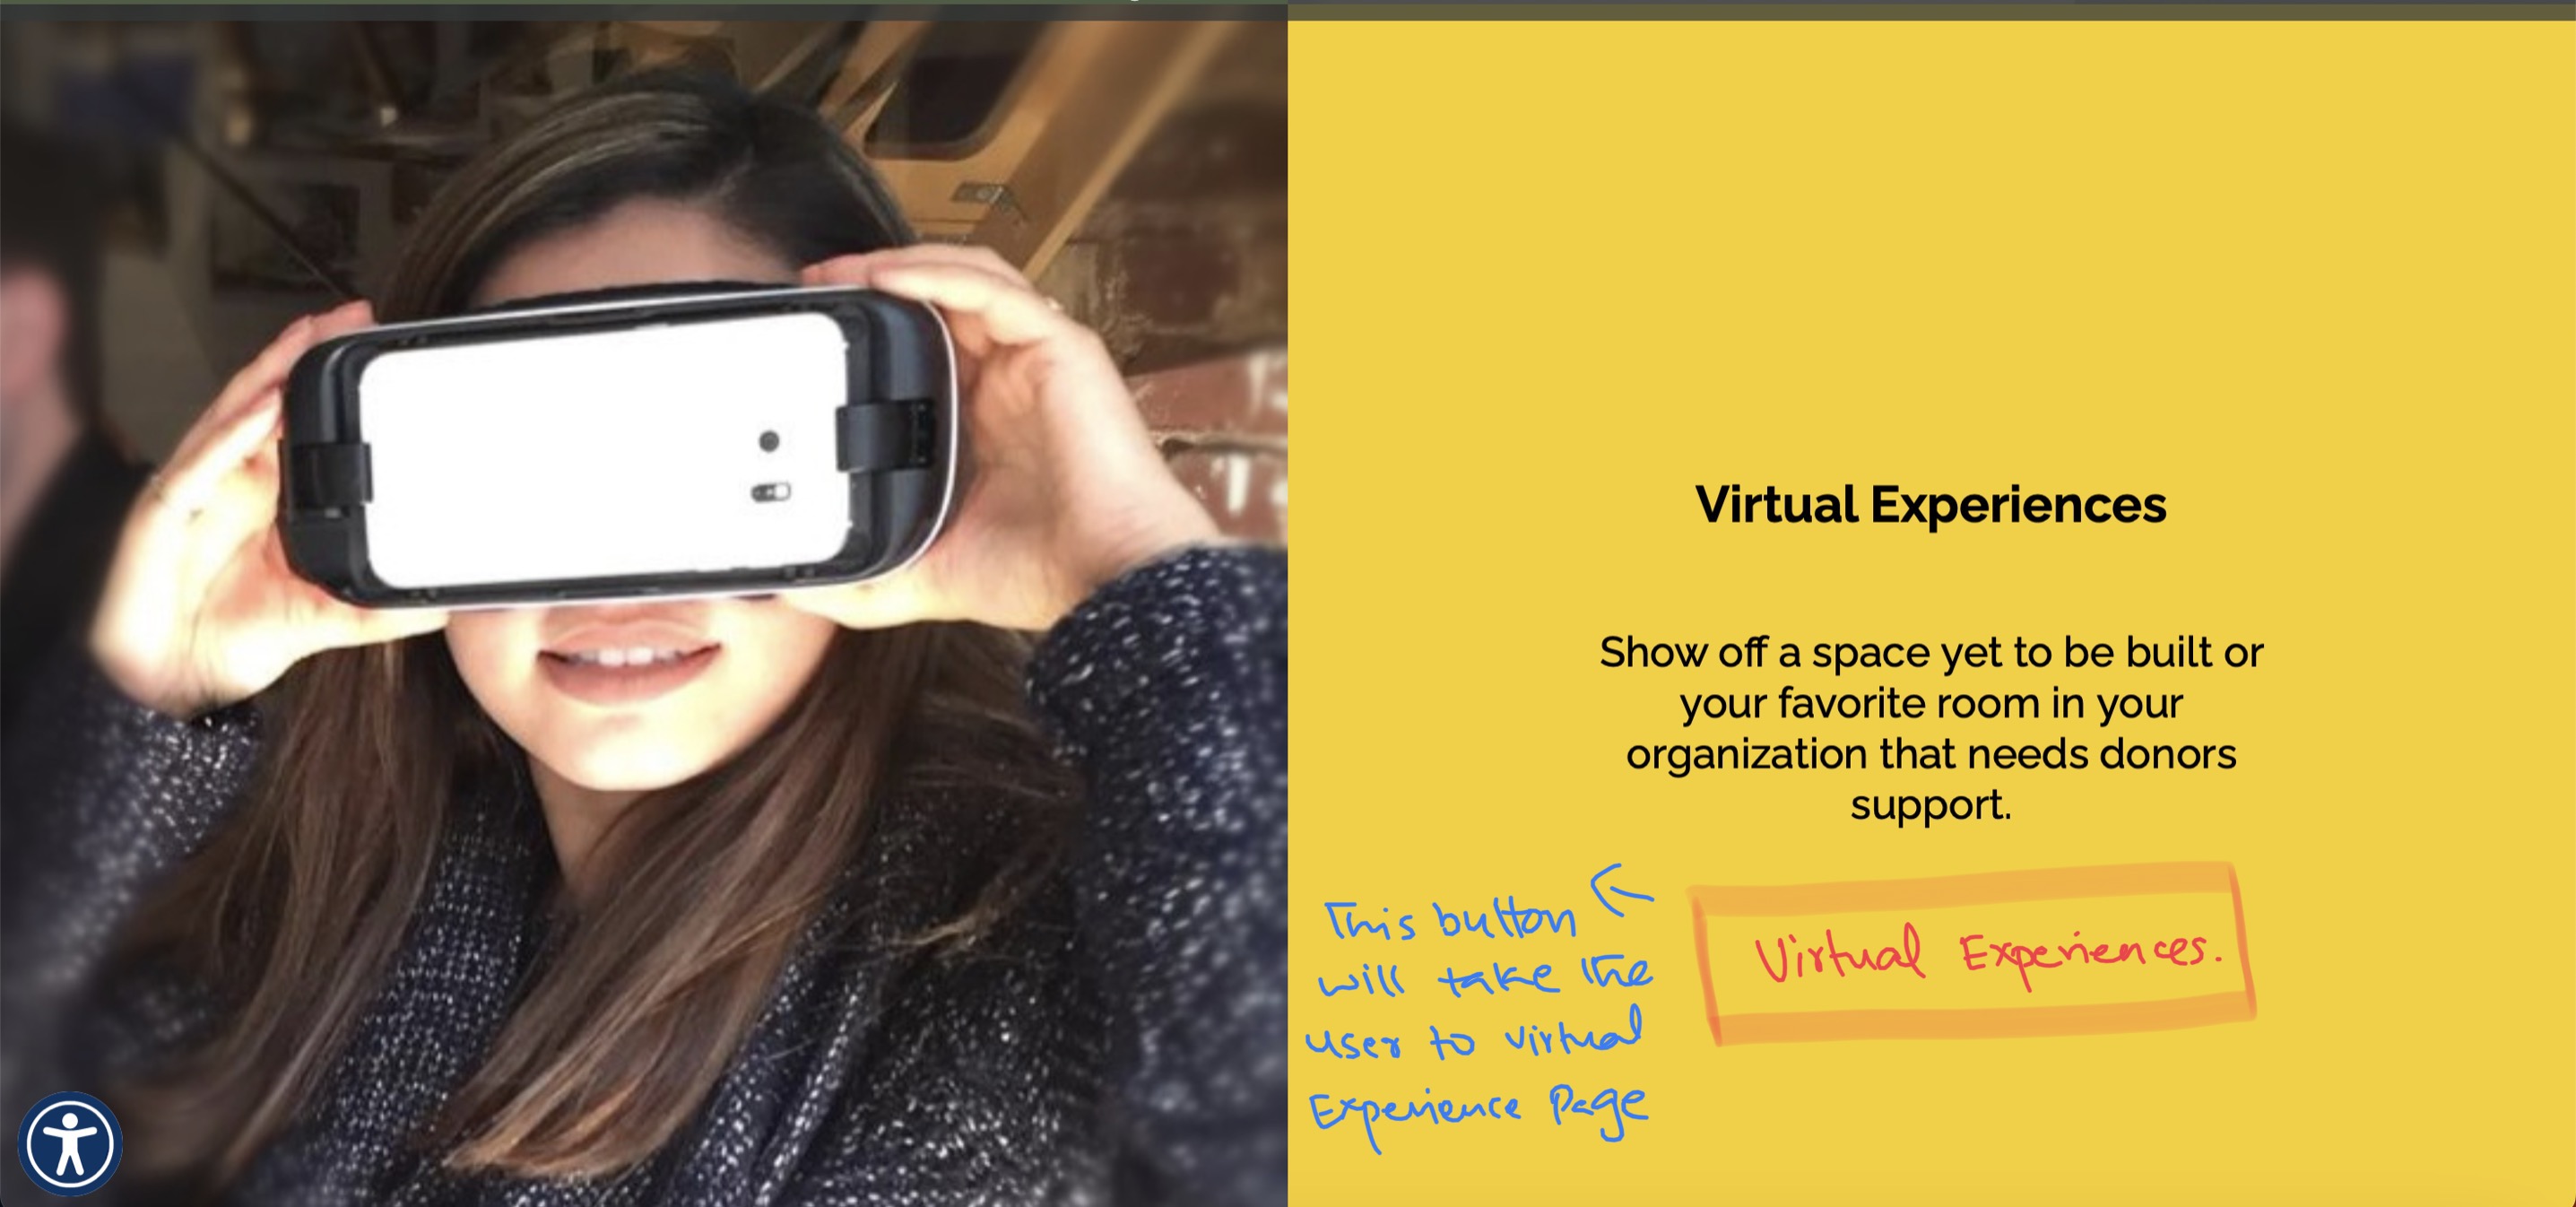 Virtual Experiences
Show off a space yet to be built or
your favorite room in your
organization that needs donors
support.
This button
will take the
user to virtual
Experience Page
Virtual Experiences.